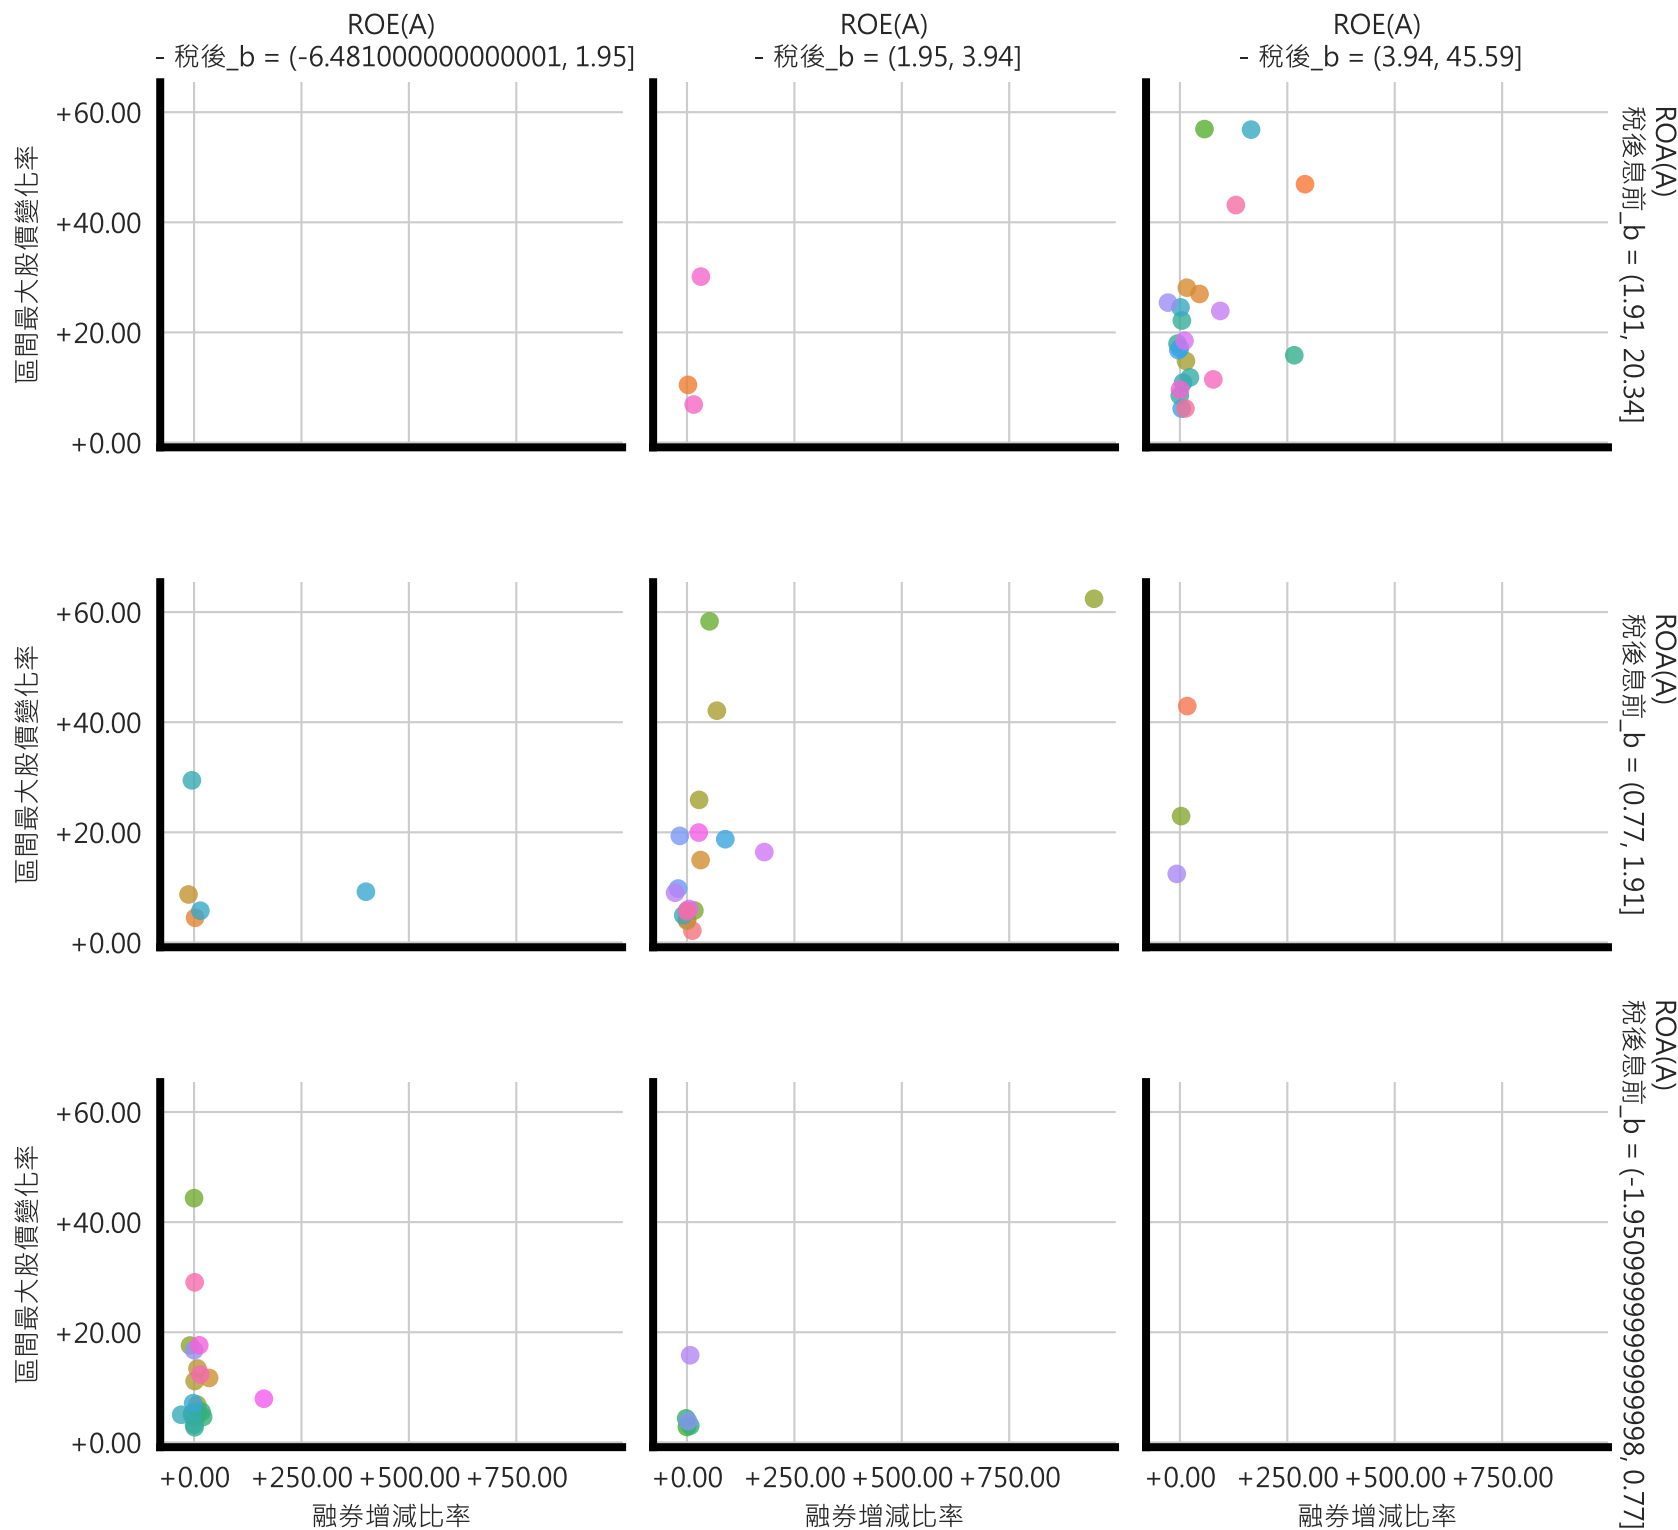 ROE(A)
- 稅後_b = (-6.481000000000001, 1.95]
ROE(A)
- 稅後_b = (1.95, 3.94]
ROE(A)
- 稅後_b = (3.94, 45.59]
+60.00
+40.00
+20.00
+0.00
區間最大股價變化率
ROA(A)
稅後息前_b = (1.91, 20.34]
+60.00
+40.00
+20.00
+0.00
區間最大股價變化率
ROA(A)
稅後息前_b = (0.77, 1.91]
+60.00
+40.00
+20.00
+0.00
區間最大股價變化率
ROA(A)
稅後息前_b = (-1.9509999999999998, 0.77]
+0.00 +250.00 +500.00 +750.00
融券增減比率
+0.00 +250.00 +500.00 +750.00
融券增減比率
+0.00 +250.00 +500.00 +750.00
融券增減比率